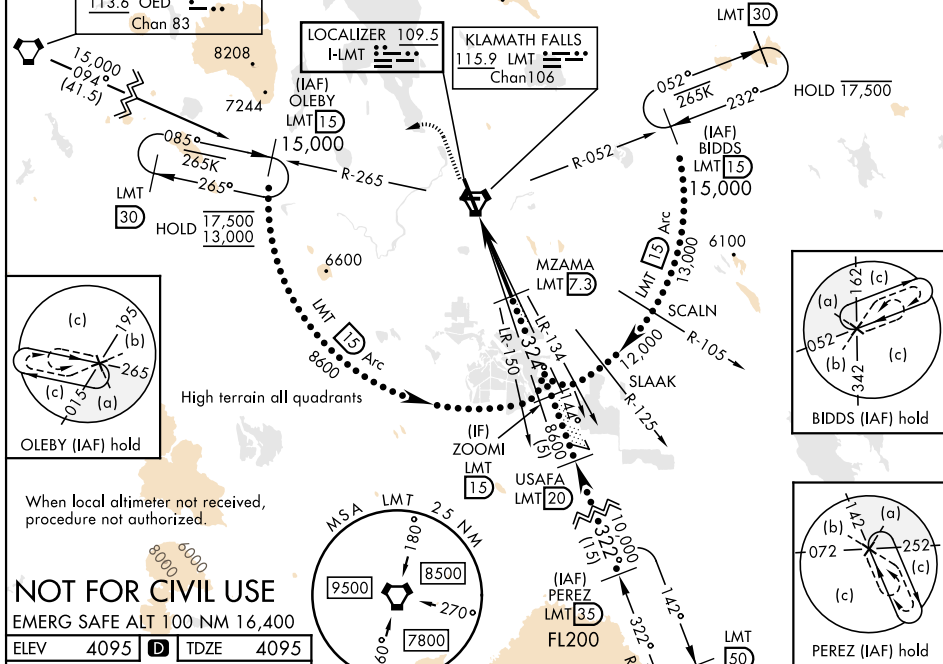 113.6 OED
Chan 83
15,000
094°
(41.5)
8208
7244
LOCALIZER 109.5
I-LMT
KLAMATH FALLS
115.9 LMT
Chan 106
LMT 30
052°
265K
232°
HOLD 17,500
(IAF)
OLEBY
LMT 15
15,000
085°
265K
265°
LMT
30
HOLD 17,500
13,000
R-265
R-052
(IAF)
BIDDS
LMT 15
15,000
6600
6100
LMT 15 Arc
13,000
MZAMA
LMT 7.3
SCALN
R-105
LMT 15 Arc
8600
12,000
SLAAK
R-125
LR-150
324°
LR-134
144°
8600
(5)
High terrain all quadrants
(IF)
ZOOMI
LMT
15
USAFA
LMT 20
(c)
195
(b)
265
(c)
015
(a)
OLEBY (IAF) hold
(a)
162
(c)
052
(b)
(c)
342
BIDDS (IAF) hold
When local altimeter not received,
procedure not authorized.
8000
6000
MSA LMT 25 NM
180°
9500
8500
270°
7800
60°
10,000
322°
(15)
(IAF)
PEREZ
LMT 35
FL200
142°
322°
R
LMT
50
(b)
142
(a)
072
252
(c)
(c)
PEREZ (IAF) hold
NOT FOR CIVIL USE
EMERG SAFE ALT 100 NM 16,400
ELEV 4095 D TDZE 4095